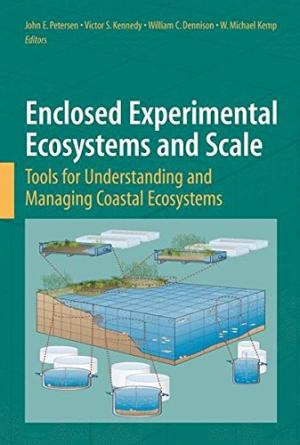 John E. Petersen • Victor S. Kennedy • William C. Dennison • W. Michael Kemp
Editors
Enclosed Experimental
Ecosystems and Scale
Tools for Understanding and
Managing Coastal Ecosystems